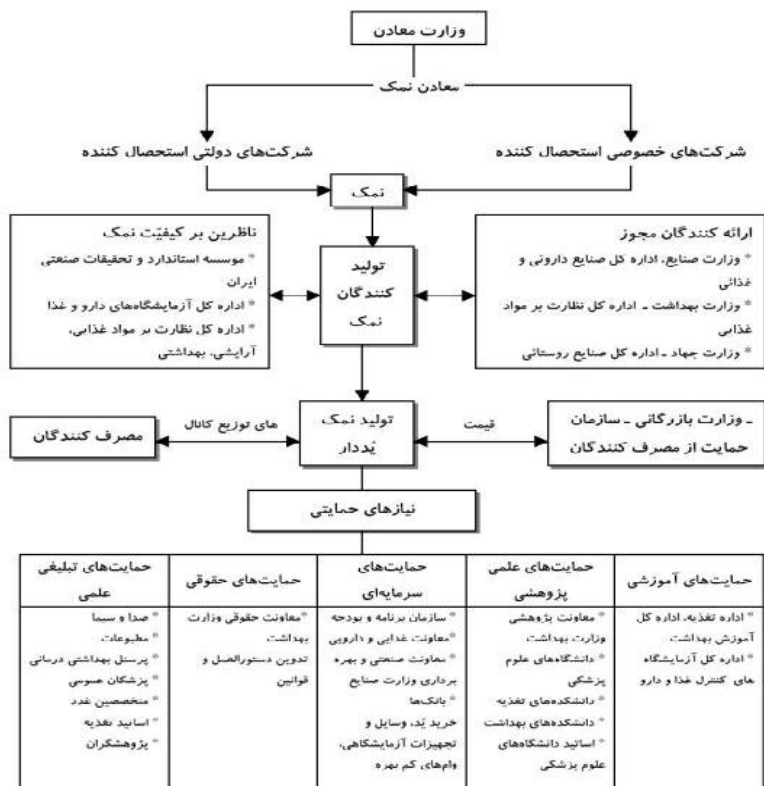 وزارت معادن
معادن نمک
شرکت‌های خصوصی استحصال کننده
شرکت‌های دولتی استحصال کننده
نمک
ارائه کنندگان مجوز
* وزارت صنایع، اداره کل صنایع داروئی و
غذائی
* وزارت بهداشت ـ اداره کل نظارت بر مواد
غذایی
* وزارت جهاد ـ اداره کل صنایع روستائی
تولید
کنندگان
نمک
ناظرین بر کیفیّت نمک
* موسسه استاندارد و تحقیقات صنعتی
ایران
* اداره کل آزمایشگاه‌های دارو و غذا
* اداره کل نظارت بر مواد غذایی،
آرایشی، بهداشتی
ـ وزارت بازرگانی ـ سازمان
حمایت از مصرف کنندگان
قیمت
تولید نمک
یُددار
های توزیع کانال
مصرف کنندگان
نیازهای حمایتی
حمایت‌های آموزشی
* اداره تغذیه، اداره کل
آموزش بهداشت
* اداره کل آزمایشگاه
های کنترل غذا و دارو
حمایت‌های علمی
پژوهشی
* معاونت پژوهشی
وزارت بهداشت
* دانشگاه‌های علوم
پزشکی
* دانشکده‌های تغذیه
* دانشکده‌های بهداشت
* اساتید دانشگاه‌های
علوم پزشکی
حمایت‌های
سرمایه‌ای
* سازمان برنامه و بودجه
*معاونت غذایی و دارویی
* معاونت صنعتی و بهره
برداری وزارت صنایع
* بانک‌ها
خرید یُد، وسایل و
تجهیزات آزمایشگاهی،
وام‌های کم بهره
حمایت‌های حقوقی
*معاونت حقوقی وزارت
بهداشت
تدوین دستورالعمل و
قوانین
حمایت‌های تبلیغی
علمی
* صدا و سیما
* مطبوعات
* پرسنل بهداشتی درمانی
* پزشکان عمومی
* متخصصین غدد
* اساتید تغذیه
* پژوهشگران